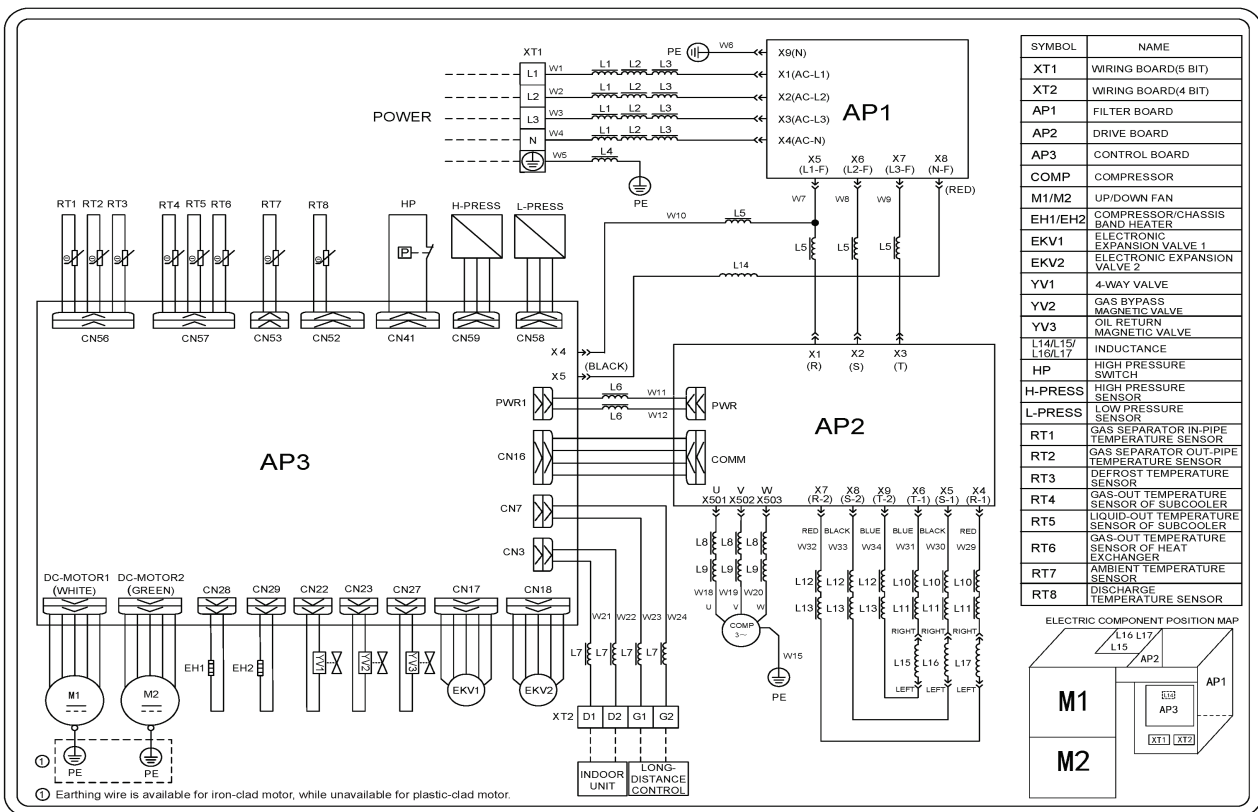 XT1
PE W6 X9(N)
L1 W1 L1 L2 L3 X1(AC-L1)
L2 W2 L1 L2 L3 X2(AC-L2)
POWER
L3 W3 L1 L2 L3 X3(AC-L3)
AP1
N W4 L1 L2 L3 X4(AC-N)
W5 L4
PE
X5 X6 X7 X8
(L1-F) (L2-F) (L3-F) (N-F)
(RED)
W7 W8 W9
RT1 RT2 RT3 RT4 RT5 RT6 RT7 RT8 HP H-PRESS L-PRESS
W10 L5
P
L5 L5 L5
L14
CN56 CN57 CN53 CN52 CN41 CN59 CN58
X4
(BLACK)
X5
X1 X2 X3
(R) (S) (T)
PWR1 L6 W11 PWR
L6 W12
AP2
CN16 COMM
AP3
CN7
CN3
U V W
X501 X502 X503
X7 X8 X9 X6 X5 X4
(R-2) (S-2) (T-2) (T-1) (S-1) (R-1)
RED BLACK BLUE BLUE BLACK RED
W32 W33 W34 W31 W30 W29
L8 L8 L8
L9 L9 L9
L12 L12 L12 L10 L10 L10
L13 L13 L13 L11 L11 L11
W18 W19 W20
U V W
COMP
3~
W15
PE
RIGHT RIGHT RIGHT
L15 L16 L17
LEFT LEFT LEFT
DC-MOTOR1 DC-MOTOR2
(WHITE) (GREEN)
CN28 CN29 CN22 CN23 CN27 CN17 CN18
W21 W22 W23 W24
L7 L7 L7 L7
EH1 EH2 YV1 YV2 YV3
M1 M2 EKV1 EKV2
XT2 D1 D2 G1 G2
① PE PE
INDOOR
UNIT
LONG-
DISTANCE
CONTROL
① Earthing wire is available for iron-clad motor, while unavailable for plastic-clad motor.
SYMBOL NAME
XT1 WIRING BOARD(5 BIT)
XT2 WIRING BOARD(4 BIT)
AP1 FILTER BOARD
AP2 DRIVE BOARD
AP3 CONTROL BOARD
COMP COMPRESSOR
M1/M2 UP/DOWN FAN
EH1/EH2 COMPRESSOR/CHASSIS
BAND HEATER
EKV1 ELECTRONIC
EXPANSION VALVE 1
EKV2 ELECTRONIC EXPANSION
VALVE 2
YV1 4-WAY VALVE
YV2 GAS BYPASS
MAGNETIC VALVE
YV3 OIL RETURN
MAGNETIC VALVE
L14/L15/
L16/L17 INDUCTANCE
HP HIGH PRESSURE
SWITCH
H-PRESS HIGH PRESSURE
SENSOR
L-PRESS LOW PRESSURE
SENSOR
RT1 GAS SEPARATOR IN-PIPE
TEMPERATURE SENSOR
RT2 GAS SEPARATOR OUT-PIPE
TEMPERATURE SENSOR
RT3 DEFROST TEMPERATURE
SENSOR
RT4 GAS-OUT TEMPERATURE
SENSOR OF SUBCOOLER
RT5 LIQUID-OUT TEMPERATURE
SENSOR OF SUBCOOLER
RT6 GAS-OUT TEMPERATURE
SENSOR OF HEAT
EXCHANGER
RT7 AMBIENT TEMPERATURE
SENSOR
RT8 DISCHARGE
TEMPERATURE SENSOR
ELECTRIC COMPONENT POSITION MAP
L16 L17
L15
AP2
AP1
L14
AP3
M1
XT1 XT2
M2